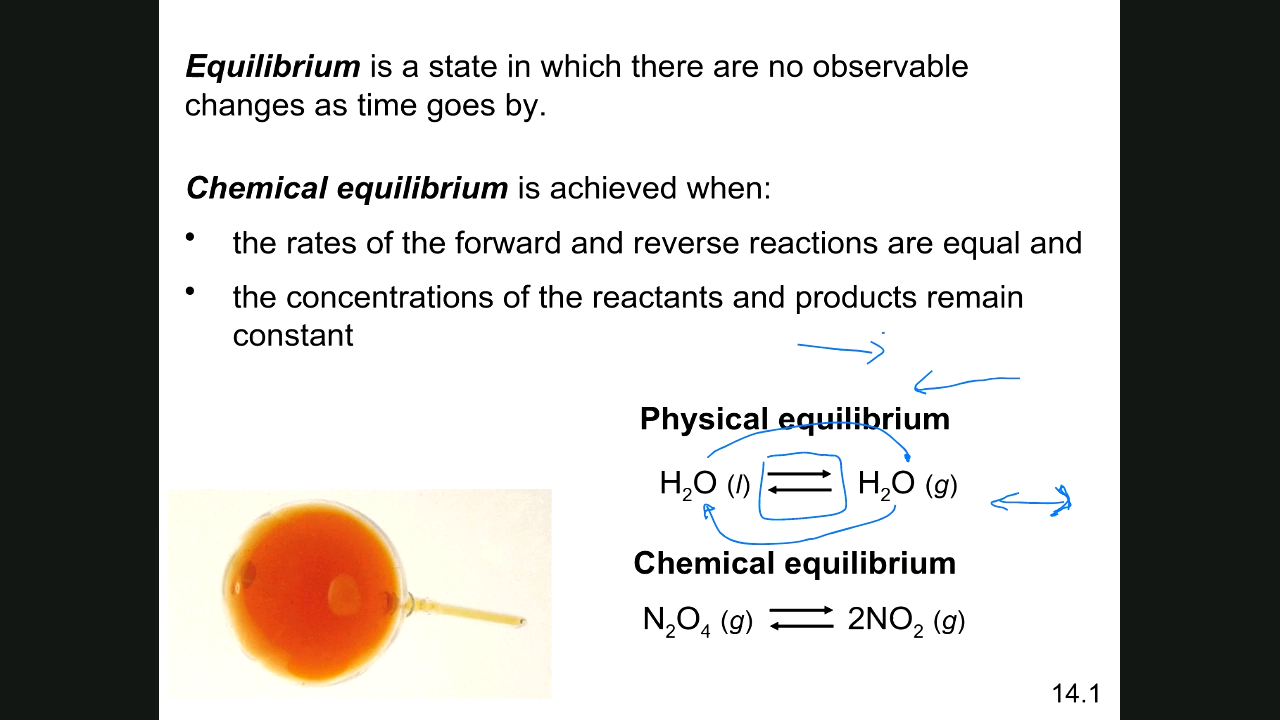 Equilibrium is a state in which there are no observable
changes as time goes by.
Chemical equilibrium is achieved when:
• the rates of the forward and reverse reactions are equal and
• the concentrations of the reactants and products remain
constant
Physical equilibrium
H₂O (l) ⇌ H₂O (g)
Chemical equilibrium
N₂O₄ (g) ⇌ 2NO₂ (g)
14.1